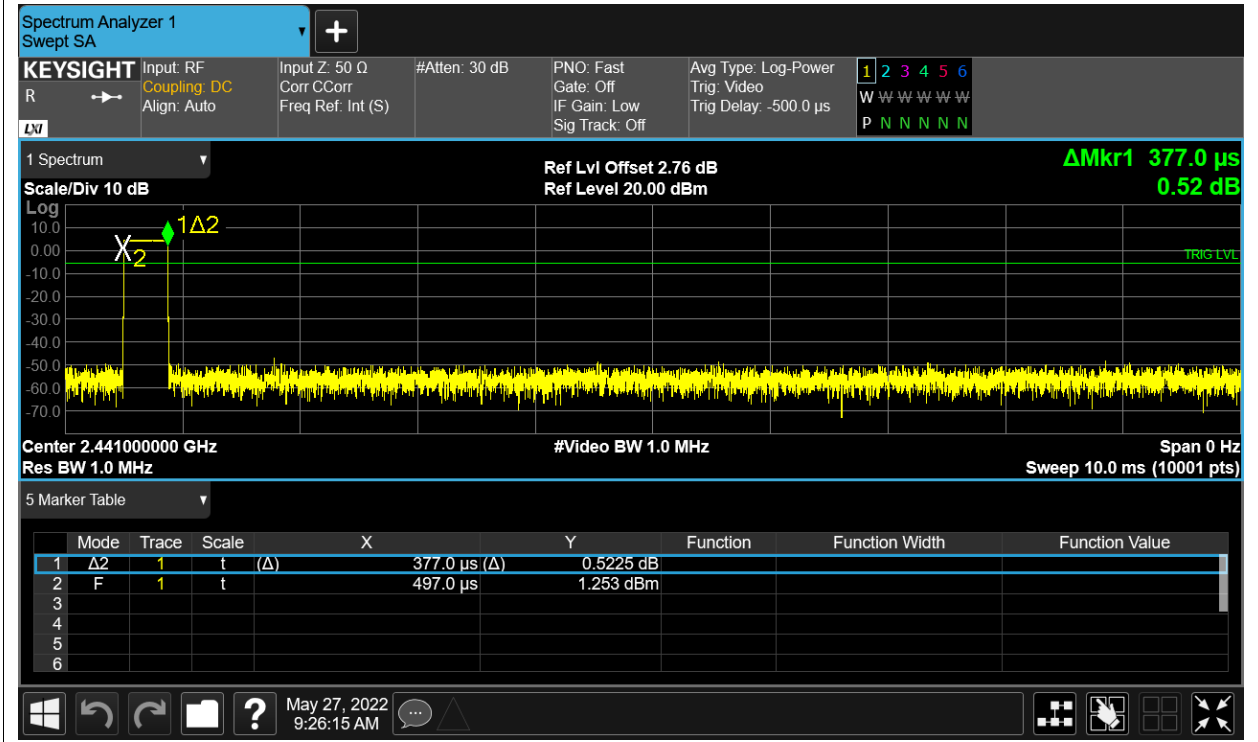 Spectrum Analyzer 1
Swept SA
KEYSIGHT Input: RF Input Z: 50 Ω #Atten: 30 dB PNO: Fast Avg Type: Log-Power 1 2 3 4 5 6
R Coupling: DC Corr CCorr Gate: Off Trig: Video W W W W W W
Align: Auto Freq Ref: Int (S) IF Gain: Low Trig Delay: -500.0 µs P N N N N N
LXI Sig Track: Off
1 Spectrum Ref Lvl Offset 2.76 dB ΔMkr1 377.0 µs
Scale/Div 10 dB Ref Level 20.00 dBm 0.52 dB
Log
10.0 1Δ2
0.00 X2 TRIG LVL
-10.0
-20.0
-30.0
-40.0
-50.0
-60.0
-70.0
Center 2.441000000 GHz #Video BW 1.0 MHz Span 0 Hz
Res BW 1.0 MHz Sweep 10.0 ms (10001 pts)
5 Marker Table
Mode Trace Scale X Y Function Function Width Function Value
1 Δ2 1 t (Δ) 377.0 µs (Δ) 0.5225 dB
2 F 1 t 497.0 µs 1.253 dBm
3
4
5
6
? May 27, 2022
9:26:15 AM